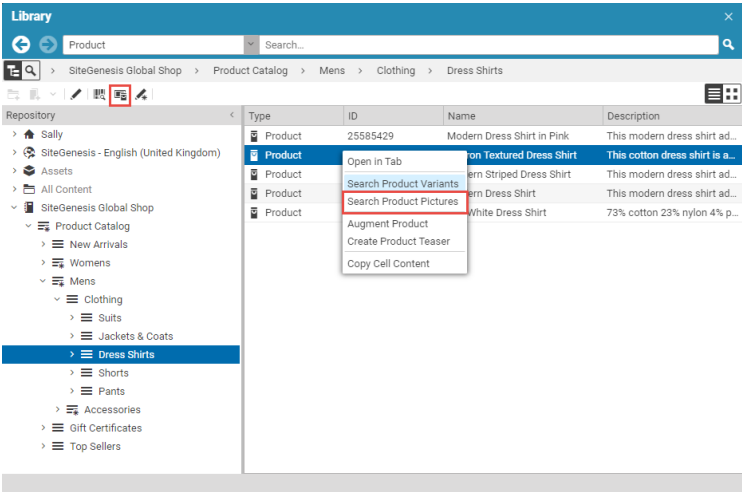 Library
Product
Search...
SiteGenesis Global Shop > Product Catalog > Mens > Clothing > Dress Shirts
Repository
Type ID Name Description
Sally
SiteGenesis - English (United Kingdom)
Assets
All Content
SiteGenesis Global Shop
Product Catalog
New Arrivals
Womens
Mens
Clothing
Suits
Jackets & Coats
Dress Shirts
Shorts
Pants
Accessories
Gift Certificates
Top Sellers
Product 25585429 Modern Dress Shirt in Pink This modern dress shirt ad...
Product ron Textured Dress Shirt This cotton dress shirt is a...
Product ern Striped Dress Shirt This modern dress shirt ad...
Product ern Dress Shirt This modern dress shirt ad...
Product White Dress Shirt 73% cotton 23% nylon 4% p...
Open in Tab
Search Product Variants
Search Product Pictures
Augment Product
Create Product Teaser
Copy Cell Content